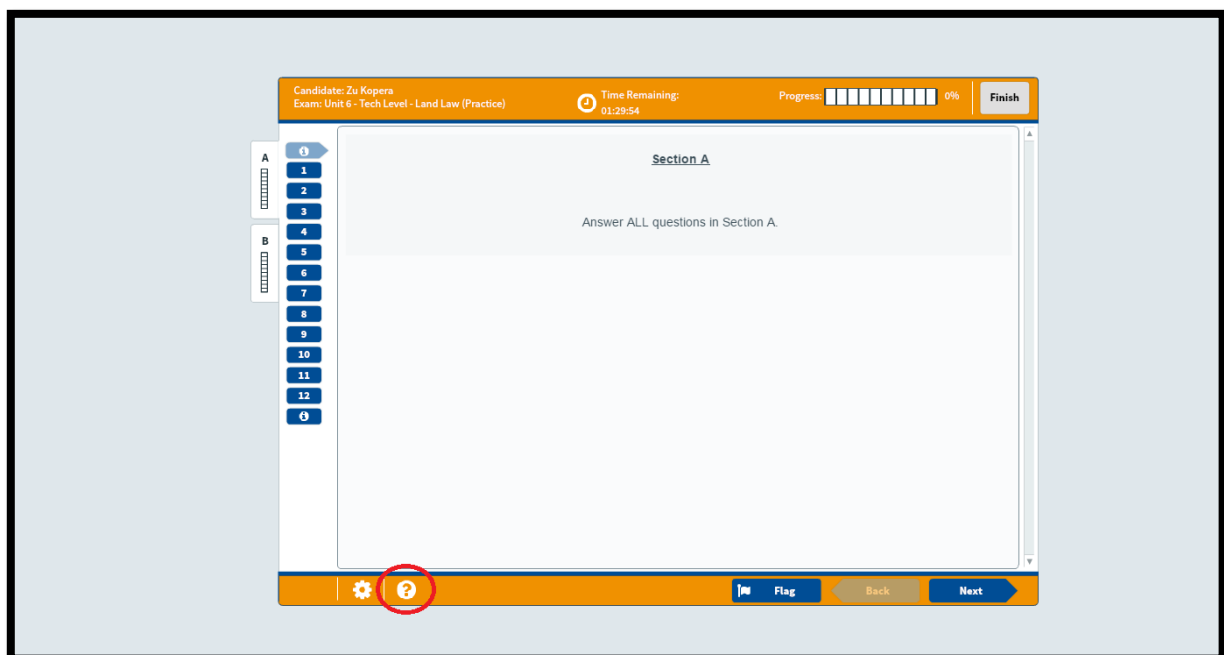 Candidate: Zu Kopera
Exam: Unit 6 - Tech Level - Land Law (Practice)
Time Remaining:
01:29:54
Progress:
0%
Finish
A
B
1
2
3
4
5
6
7
8
9
10
11
12
Section A
Answer ALL questions in Section A.
?
Flag
Back
Next